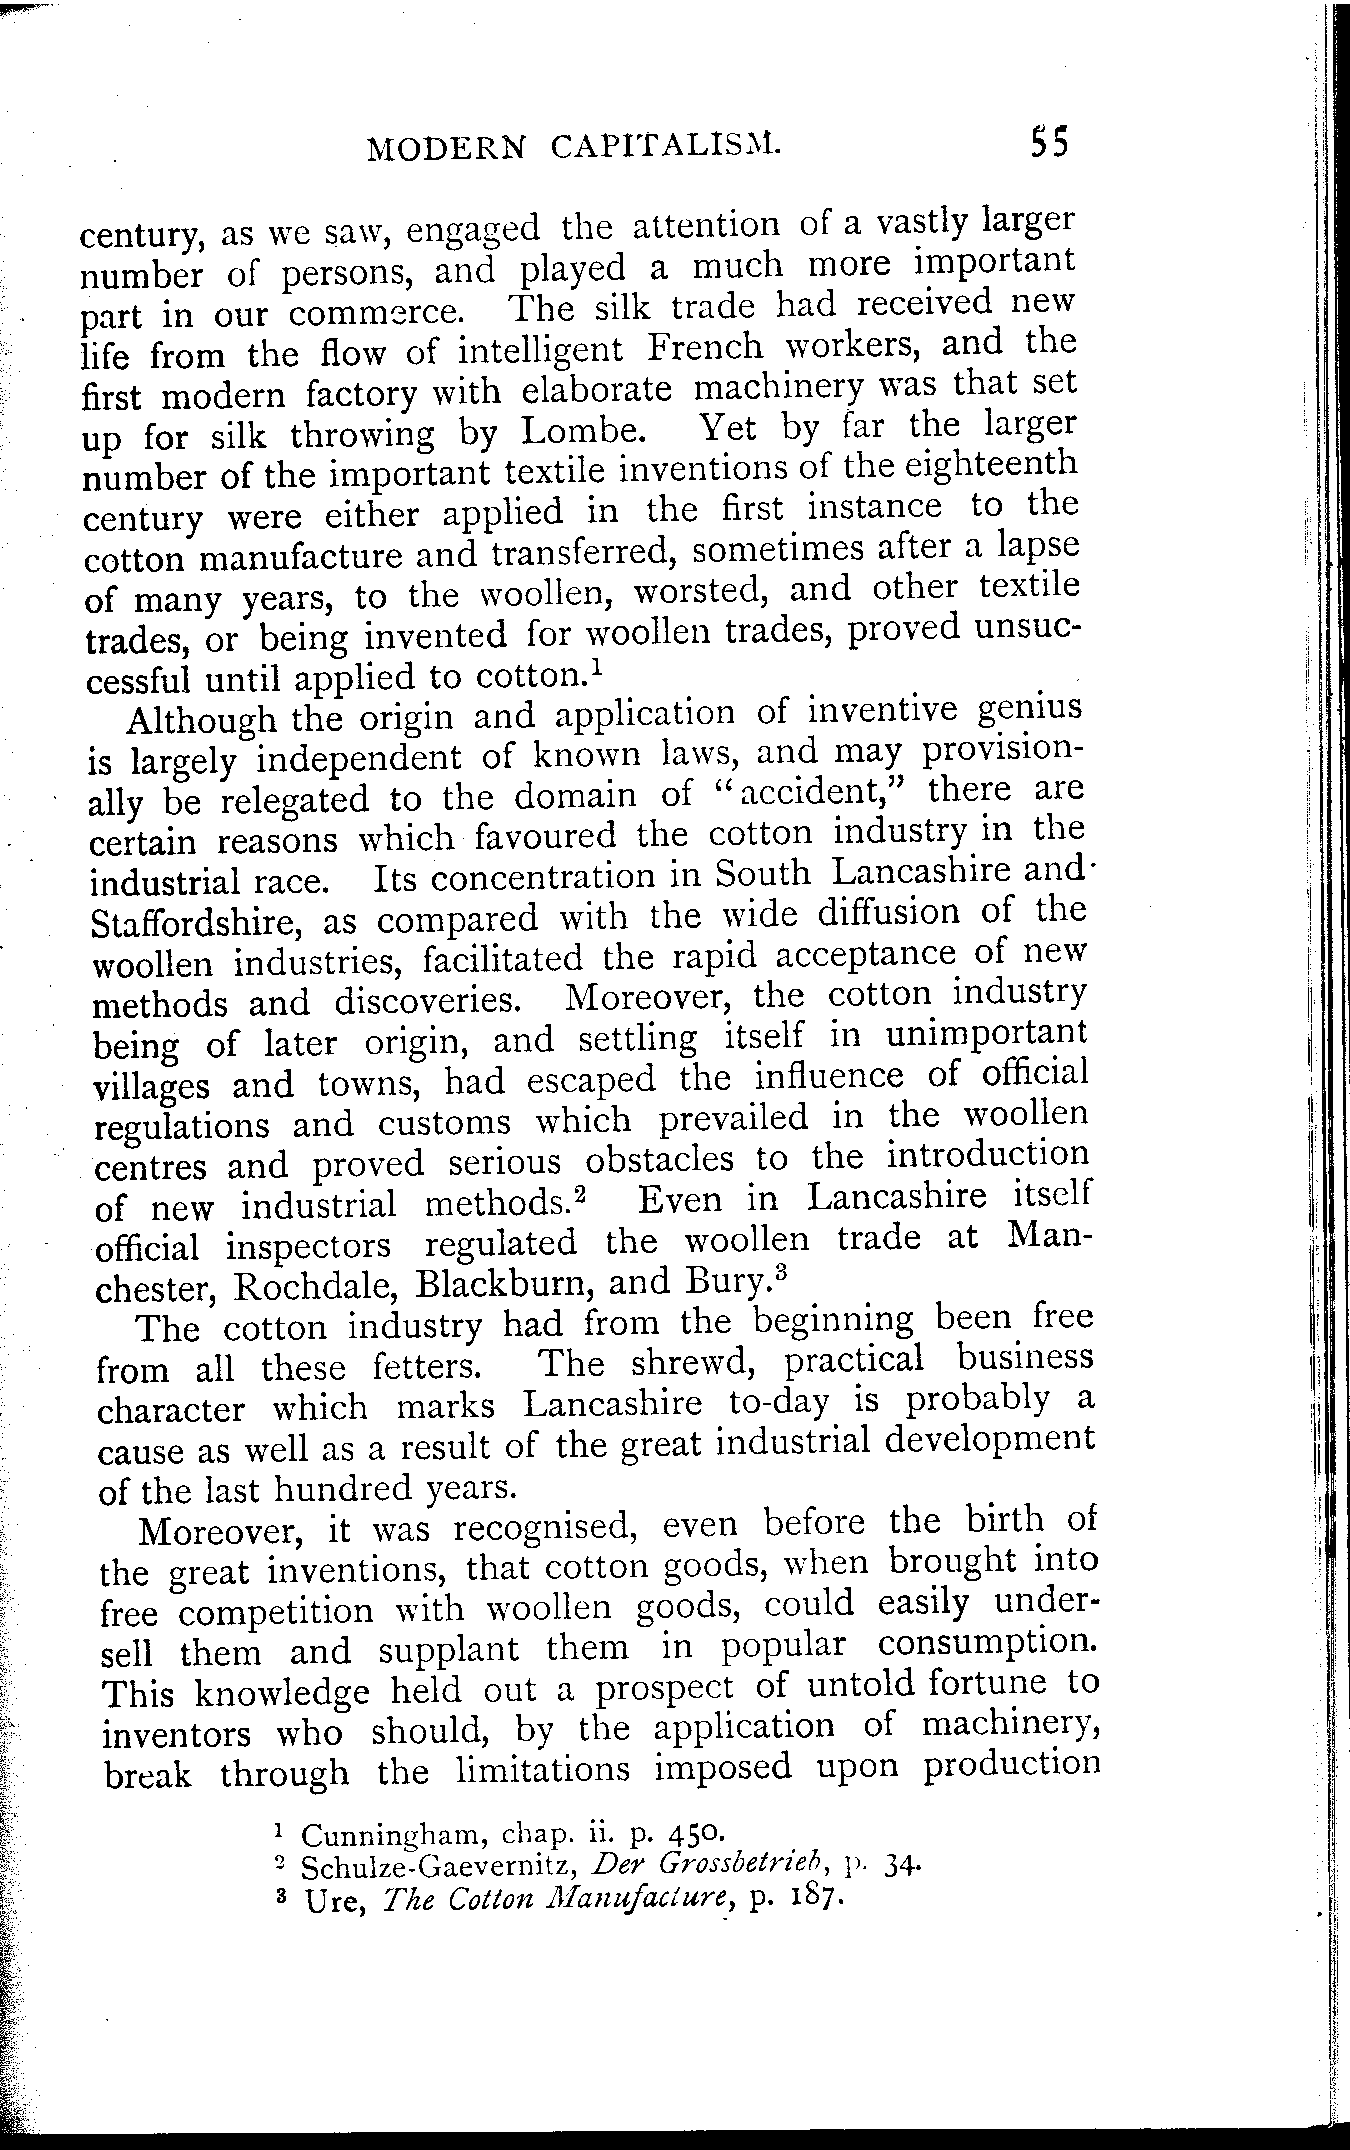 MODERN CAPITALISM. 55
century, as we saw, engaged the attention of a vastly larger
number of persons, and played a much more important
part in our commerce. The silk trade had received new
life from the flow of intelligent French workers, and the
first modern factory with elaborate machinery was that set
up for silk throwing by Lombe. Yet by far the larger
number of the important textile inventions of the eighteenth
century were either applied in the first instance to the
cotton manufacture and transferred, sometimes after a lapse
of many years, to the woollen, worsted, and other textile
trades, or being invented for woollen trades, proved unsuc-
cessful until applied to cotton.¹
Although the origin and application of inventive genius
is largely independent of known laws, and may provision-
ally be relegated to the domain of "accident," there are
certain reasons which favoured the cotton industry in the
industrial race. Its concentration in South Lancashire and
Staffordshire, as compared with the wide diffusion of the
woollen industries, facilitated the rapid acceptance of new
methods and discoveries. Moreover, the cotton industry
being of later origin, and settling itself in unimportant
villages and towns, had escaped the influence of official
regulations and customs which prevailed in the woollen
centres and proved serious obstacles to the introduction
of new industrial methods.² Even in Lancashire itself
official inspectors regulated the woollen trade at Man-
chester, Rochdale, Blackburn, and Bury.³
The cotton industry had from the beginning been free
from all these fetters. The shrewd, practical business
character which marks Lancashire to-day is probably a
cause as well as a result of the great industrial development
of the last hundred years.
Moreover, it was recognised, even before the birth of
the great inventions, that cotton goods, when brought into
free competition with woollen goods, could easily under-
sell them and supplant them in popular consumption.
This knowledge held out a prospect of untold fortune to
inventors who should, by the application of machinery,
break through the limitations imposed upon production
¹ Cunningham, chap. ii. p. 450.
² Schulze-Gaevernitz, Der Grossbetrieb, p. 34.
³ Ure, The Cotton Manufacture, p. 187.